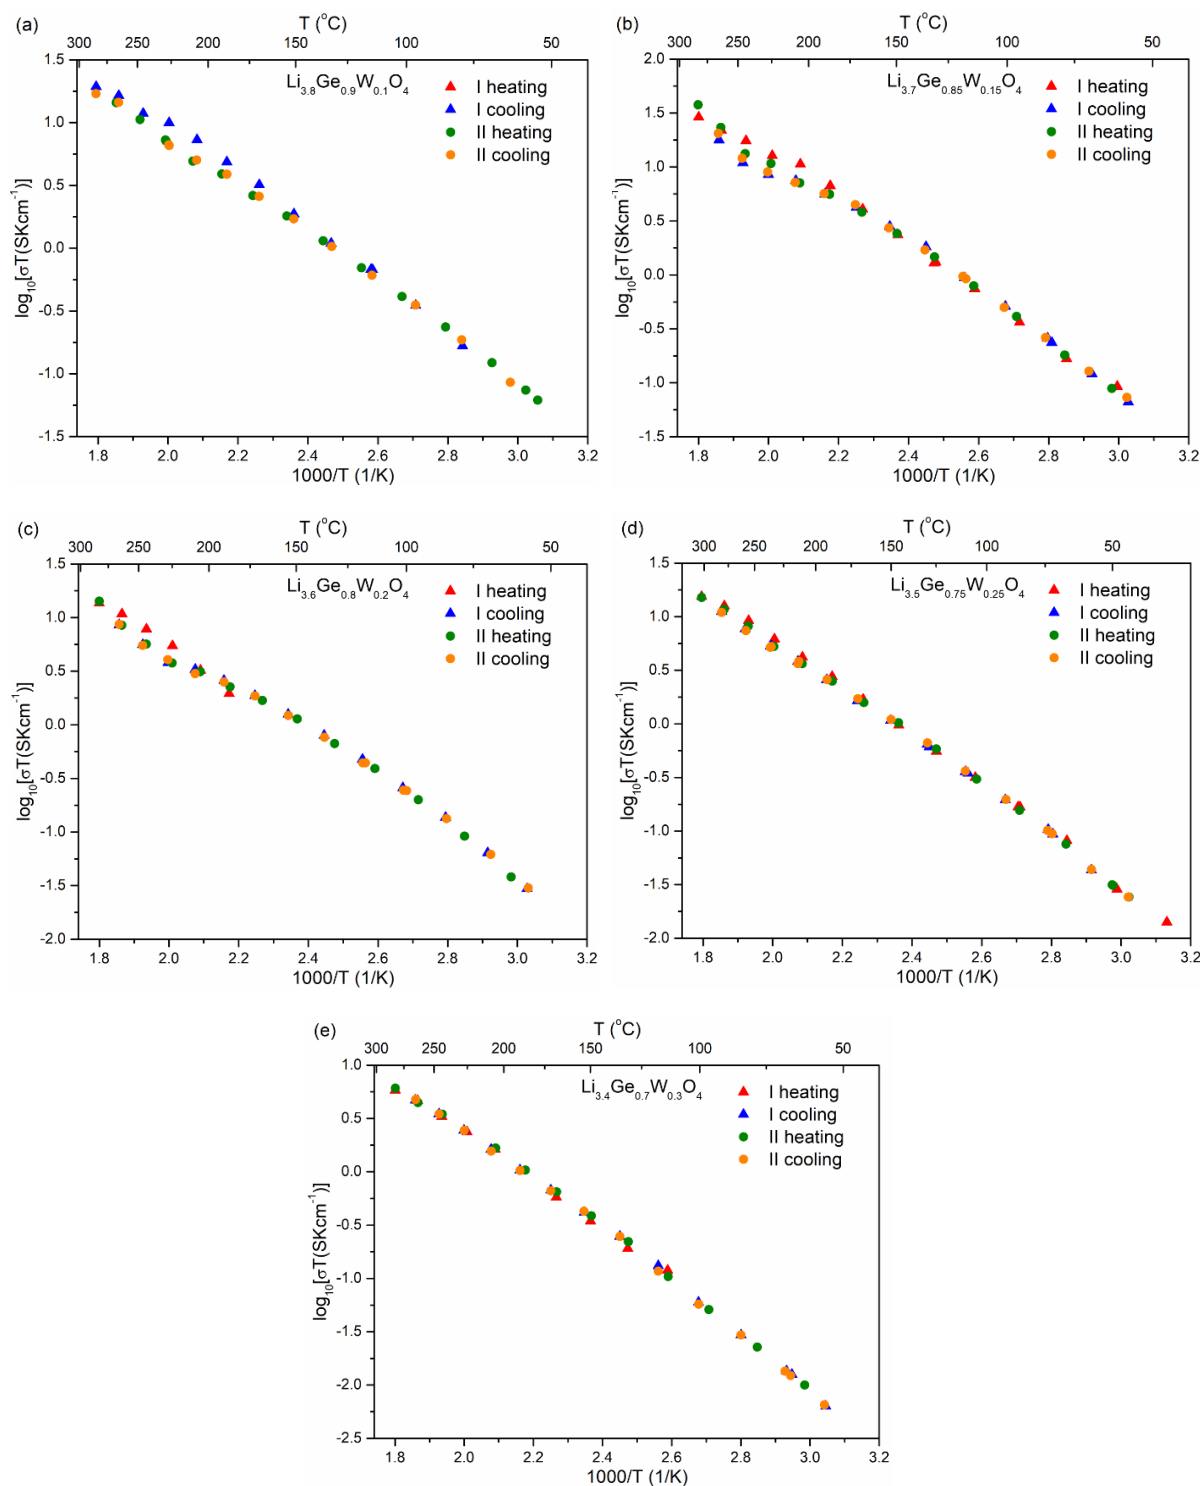 (a)
T (°C)
300 250 200 150 100 50
Li3.8Ge0.9W0.1O4
I heating
I cooling
II heating
II cooling
log10[σT(SKcm-1)]
1.5
1.0
0.5
0.0
-0.5
-1.0
-1.5
1.8 2.0 2.2 2.4 2.6 2.8 3.0 3.2
1000/T (1/K)
(b)
T (°C)
300 250 200 150 100 50
Li3.7Ge0.85W0.15O4
I heating
I cooling
II heating
II cooling
log10[σT(SKcm-1)]
2.0
1.5
1.0
0.5
0.0
-0.5
-1.0
-1.5
1.8 2.0 2.2 2.4 2.6 2.8 3.0 3.2
1000/T (1/K)
(c)
T (°C)
300 250 200 150 100 50
Li3.6Ge0.8W0.2O4
I heating
I cooling
II heating
II cooling
log10[σT(SKcm-1)]
1.5
1.0
0.5
0.0
-0.5
-1.0
-1.5
-2.0
1.8 2.0 2.2 2.4 2.6 2.8 3.0 3.2
1000/T (1/K)
(d)
T (°C)
300 250 200 150 100 50
Li3.5Ge0.75W0.25O4
I heating
I cooling
II heating
II cooling
log10[σT(SKcm-1)]
1.5
1.0
0.5
0.0
-0.5
-1.0
-1.5
-2.0
1.8 2.0 2.2 2.4 2.6 2.8 3.0 3.2
1000/T (1/K)
(e)
T (°C)
300 250 200 150 100 50
Li3.4Ge0.7W0.3O4
I heating
I cooling
II heating
II cooling
log10[σT(SKcm-1)]
1.0
0.5
0.0
-0.5
-1.0
-1.5
-2.0
-2.5
1.8 2.0 2.2 2.4 2.6 2.8 3.0 3.2
1000/T (1/K)